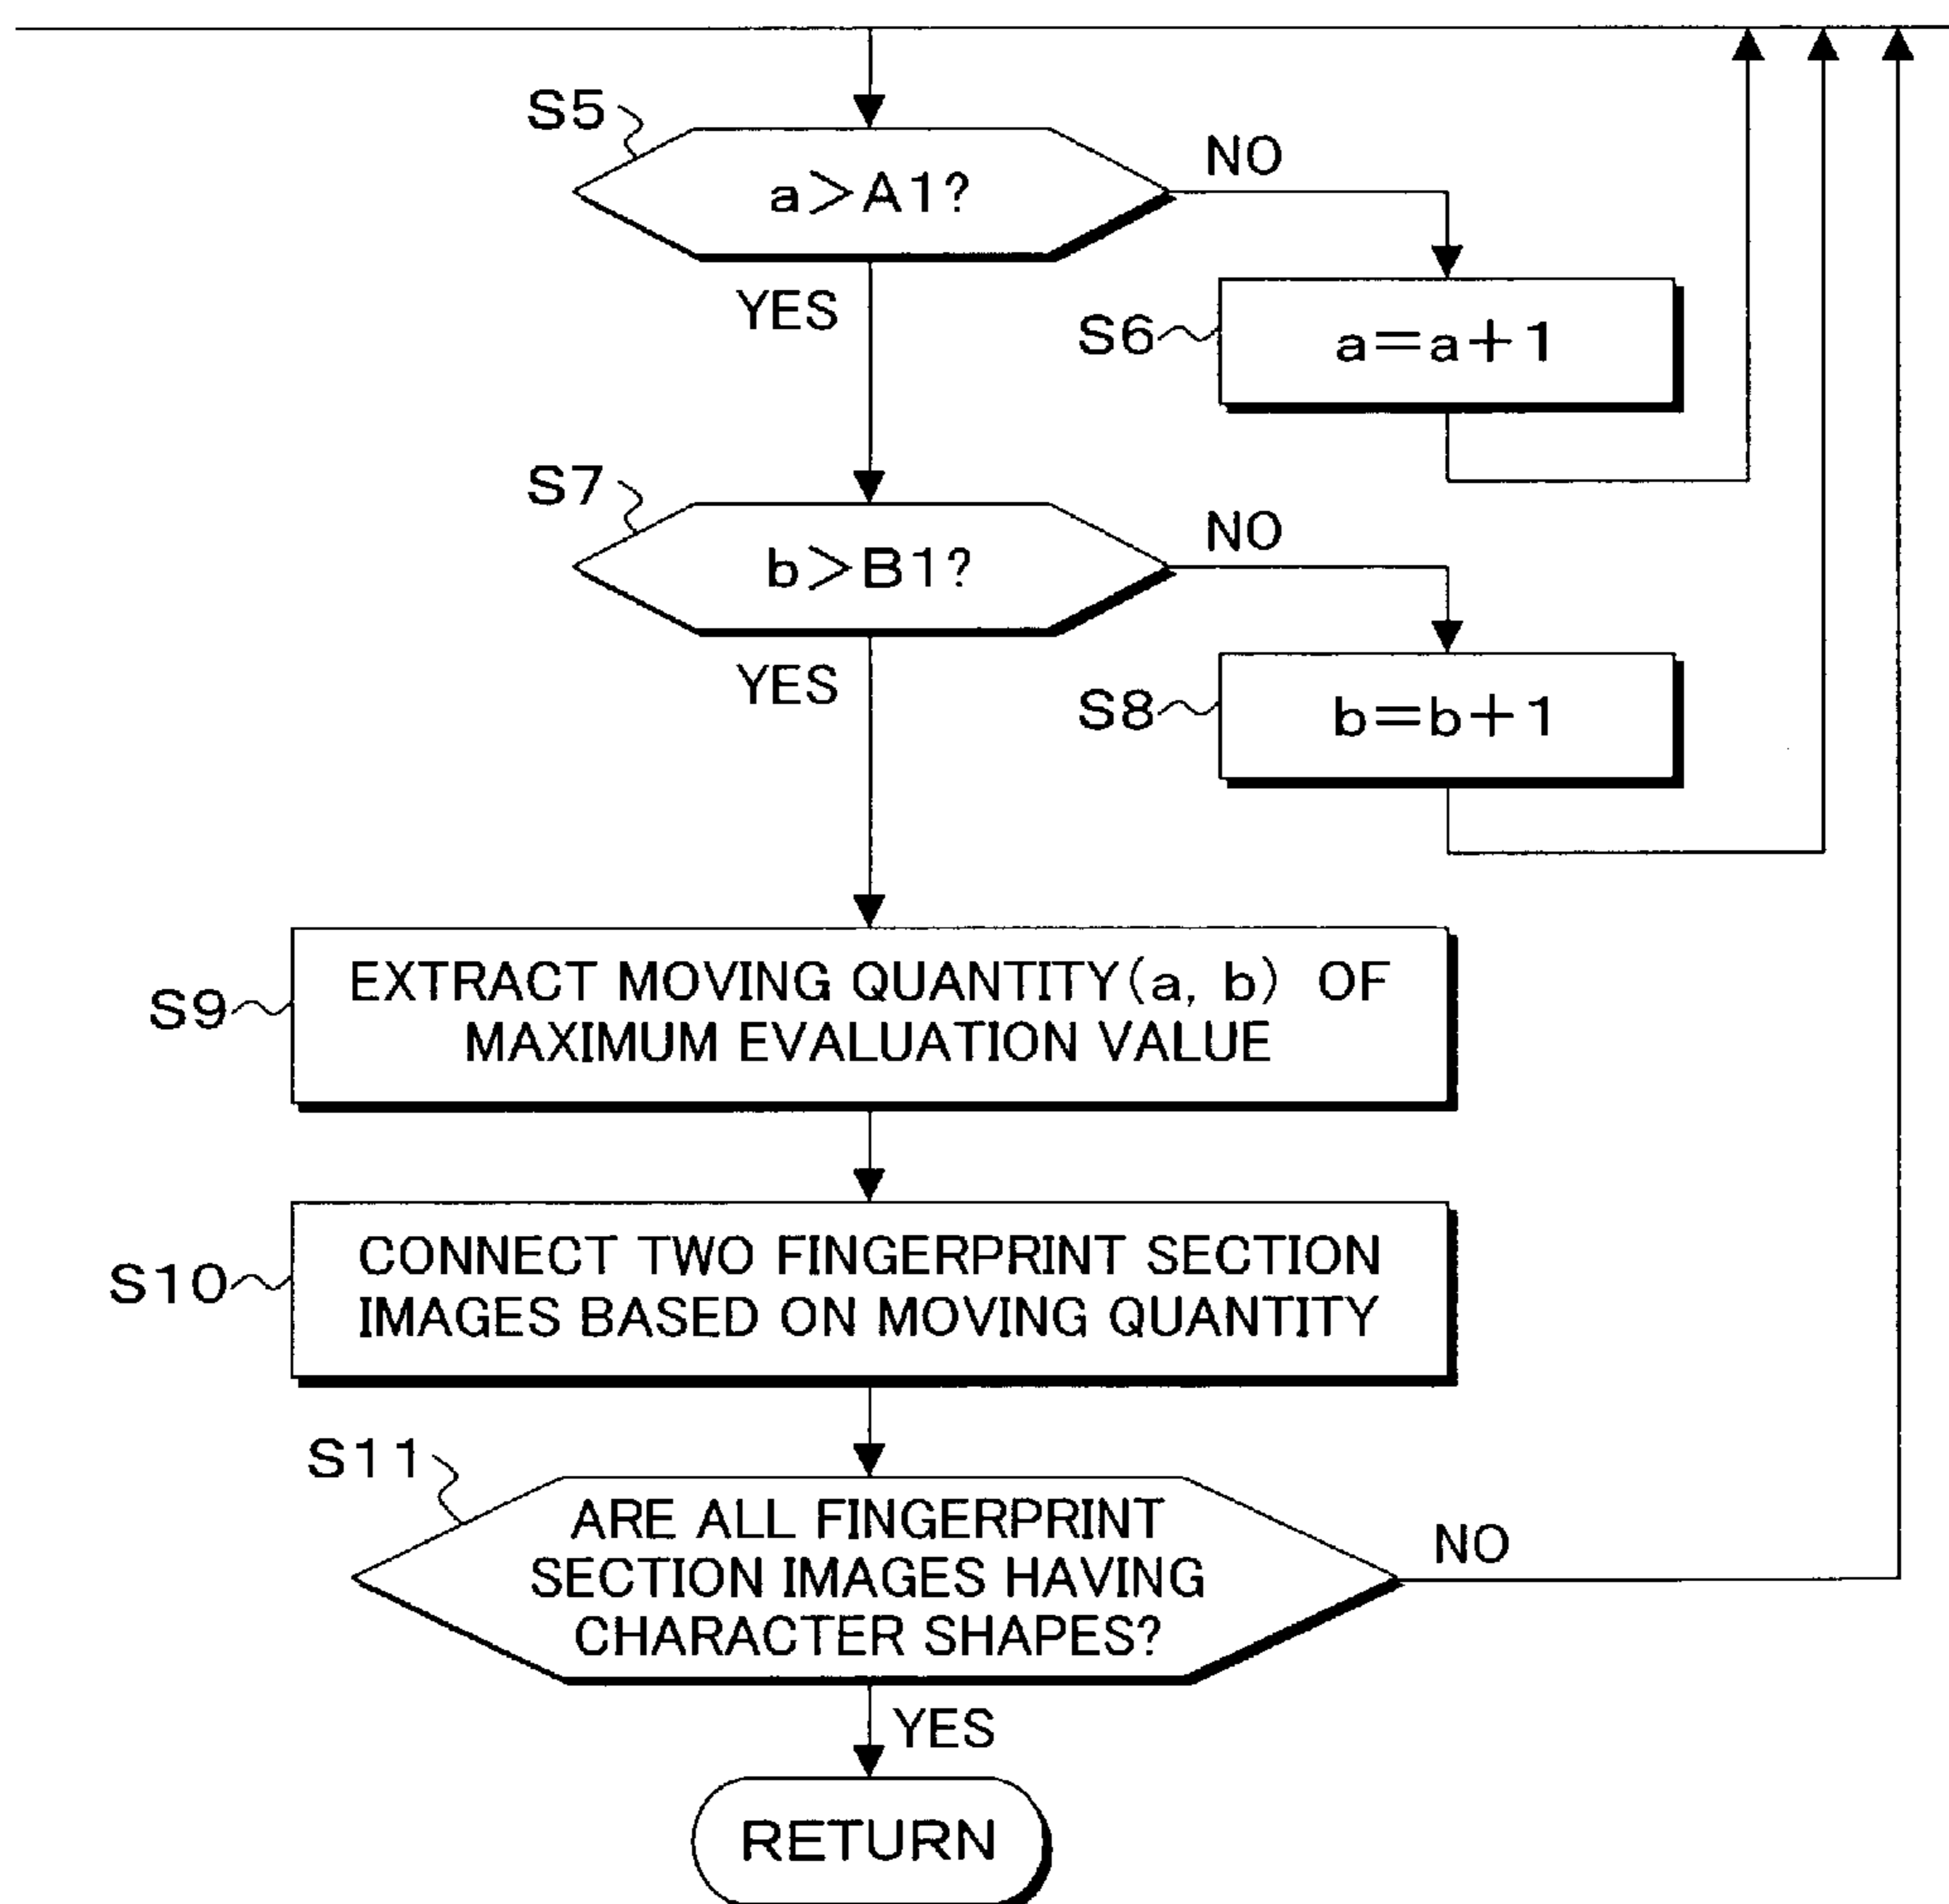 S5
a>A1?
NO
YES
S6
a=a+1
S7
b>B1?
NO
YES
S8
b=b+1
S9
EXTRACT MOVING QUANTITY(a, b) OF
MAXIMUM EVALUATION VALUE
S10
CONNECT TWO FINGERPRINT SECTION
IMAGES BASED ON MOVING QUANTITY
S11
ARE ALL FINGERPRINT
SECTION IMAGES HAVING
CHARACTER SHAPES?
NO
YES
RETURN